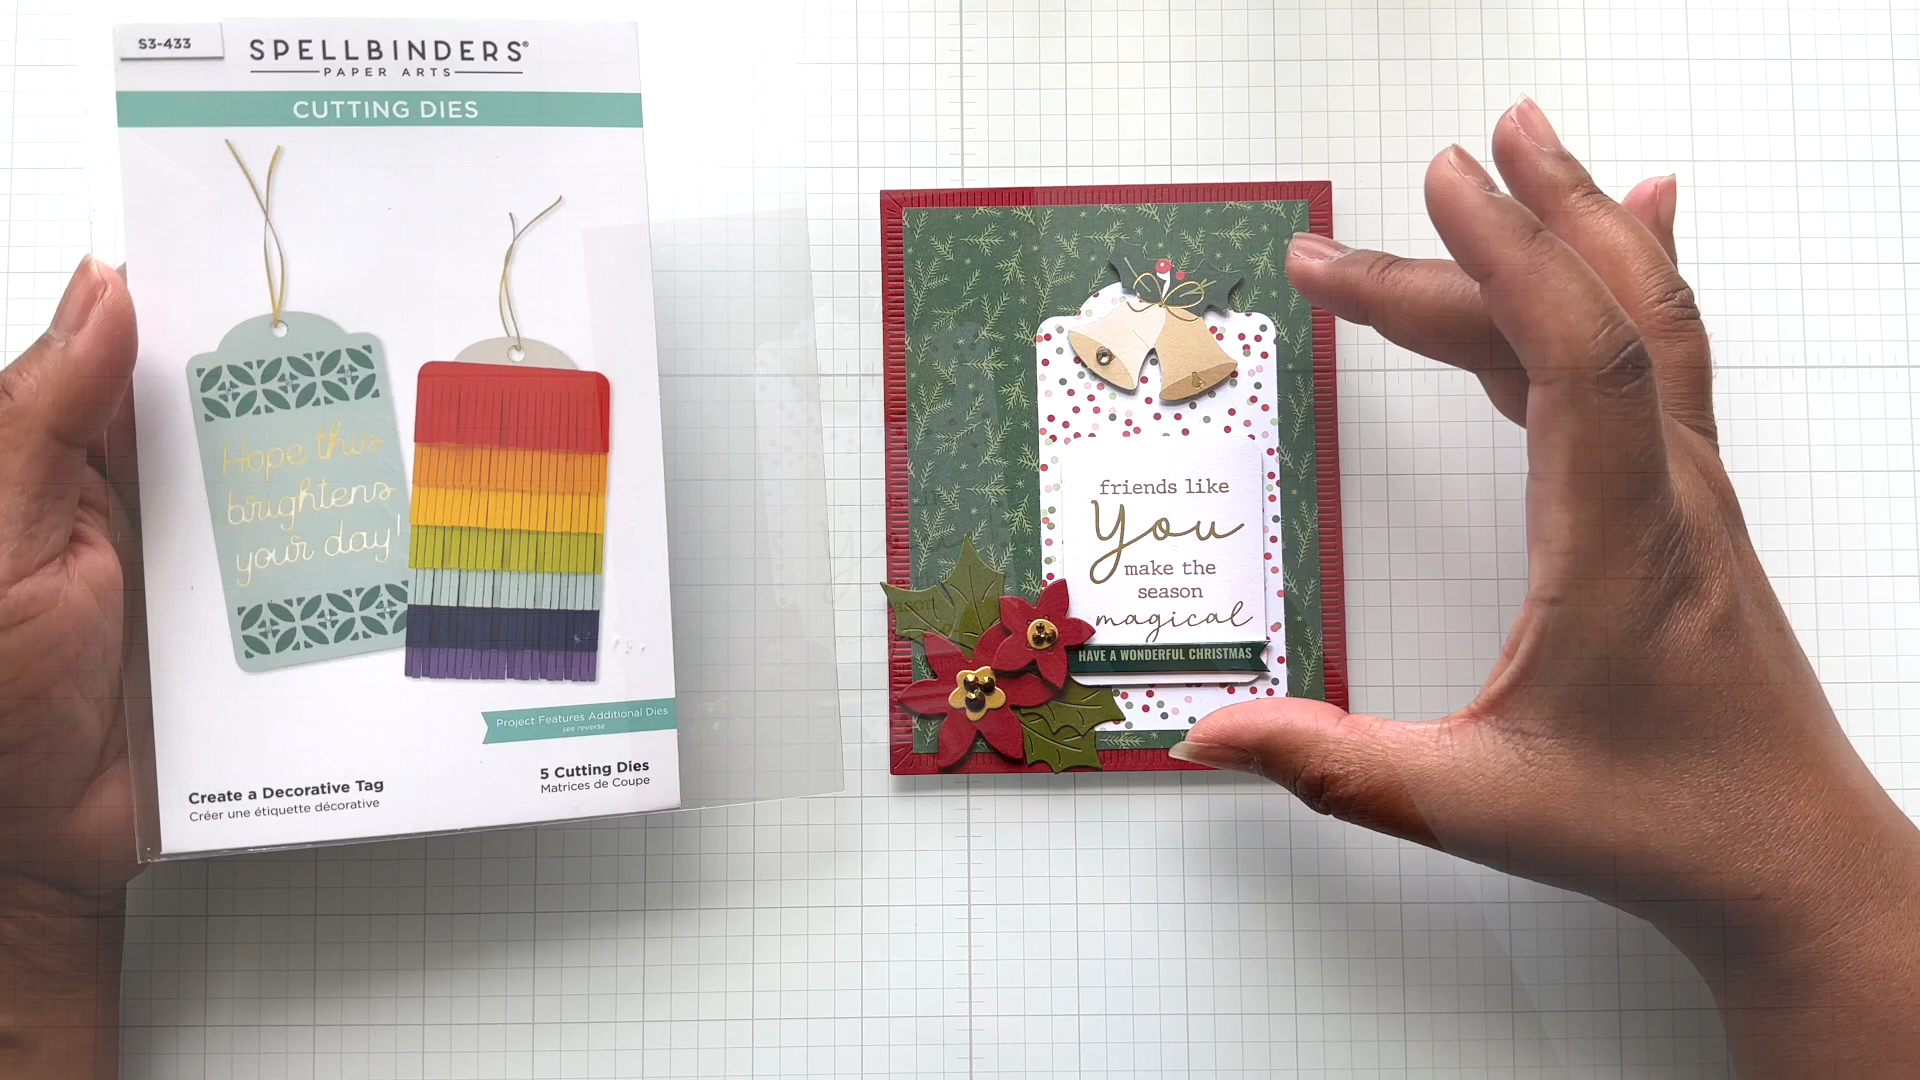 S3-433
SPELLBINDERS®
PAPER ARTS
CUTTING DIES
Hope this
brightens
your day!
Project Features Additional Dies
see reverse
Create a Decorative Tag
Créer une étiquette décorative
5 Cutting Dies
Matrices de Coupe
friends like
You
make the
season
magical
HAVE A WONDERFUL CHRISTMAS